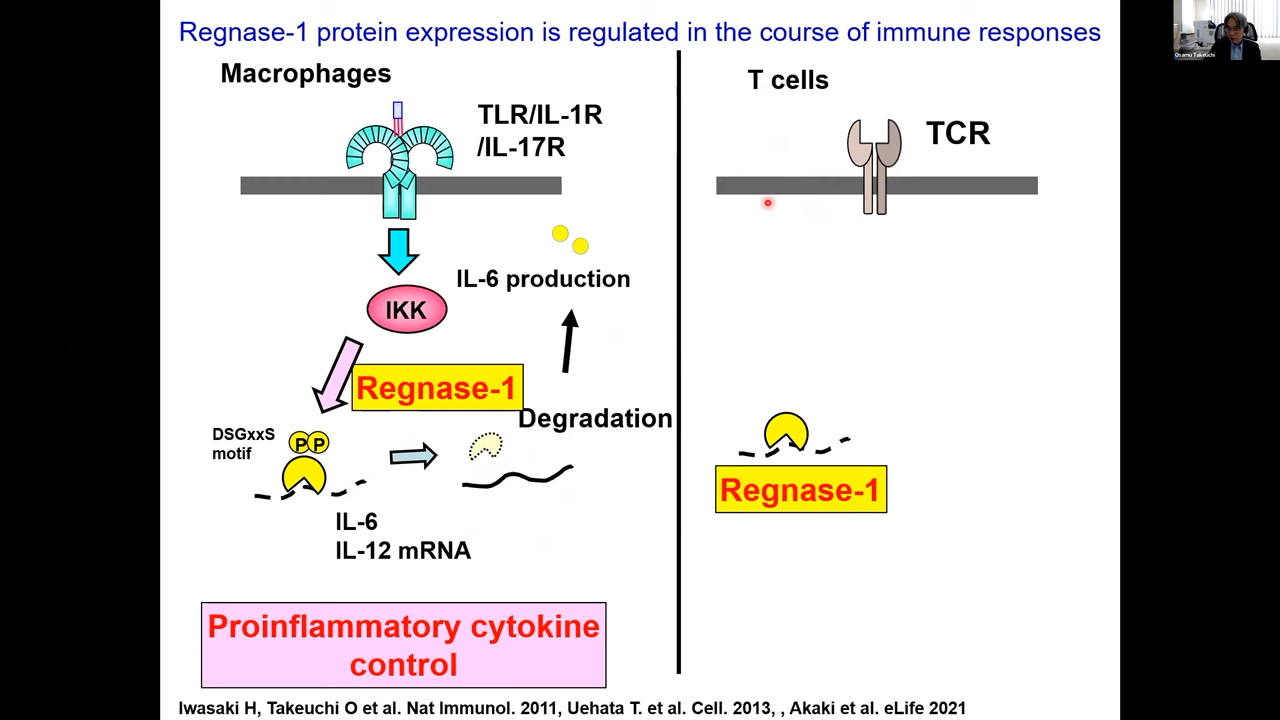 Regnase-1 protein expression is regulated in the course of immune responses
Osamu Takeuchi
Macrophages
TLR/IL-1R
/IL-17R
IL-6 production
IKK
Regnase-1
Degradation
DSGxxS
motif
P P
IL-6
IL-12 mRNA
Proinflammatory cytokine
control
T cells
TCR
Regnase-1
Iwasaki H, Takeuchi O et al. Nat Immunol. 2011, Uehata T. et al. Cell. 2013, , Akaki et al. eLife 2021